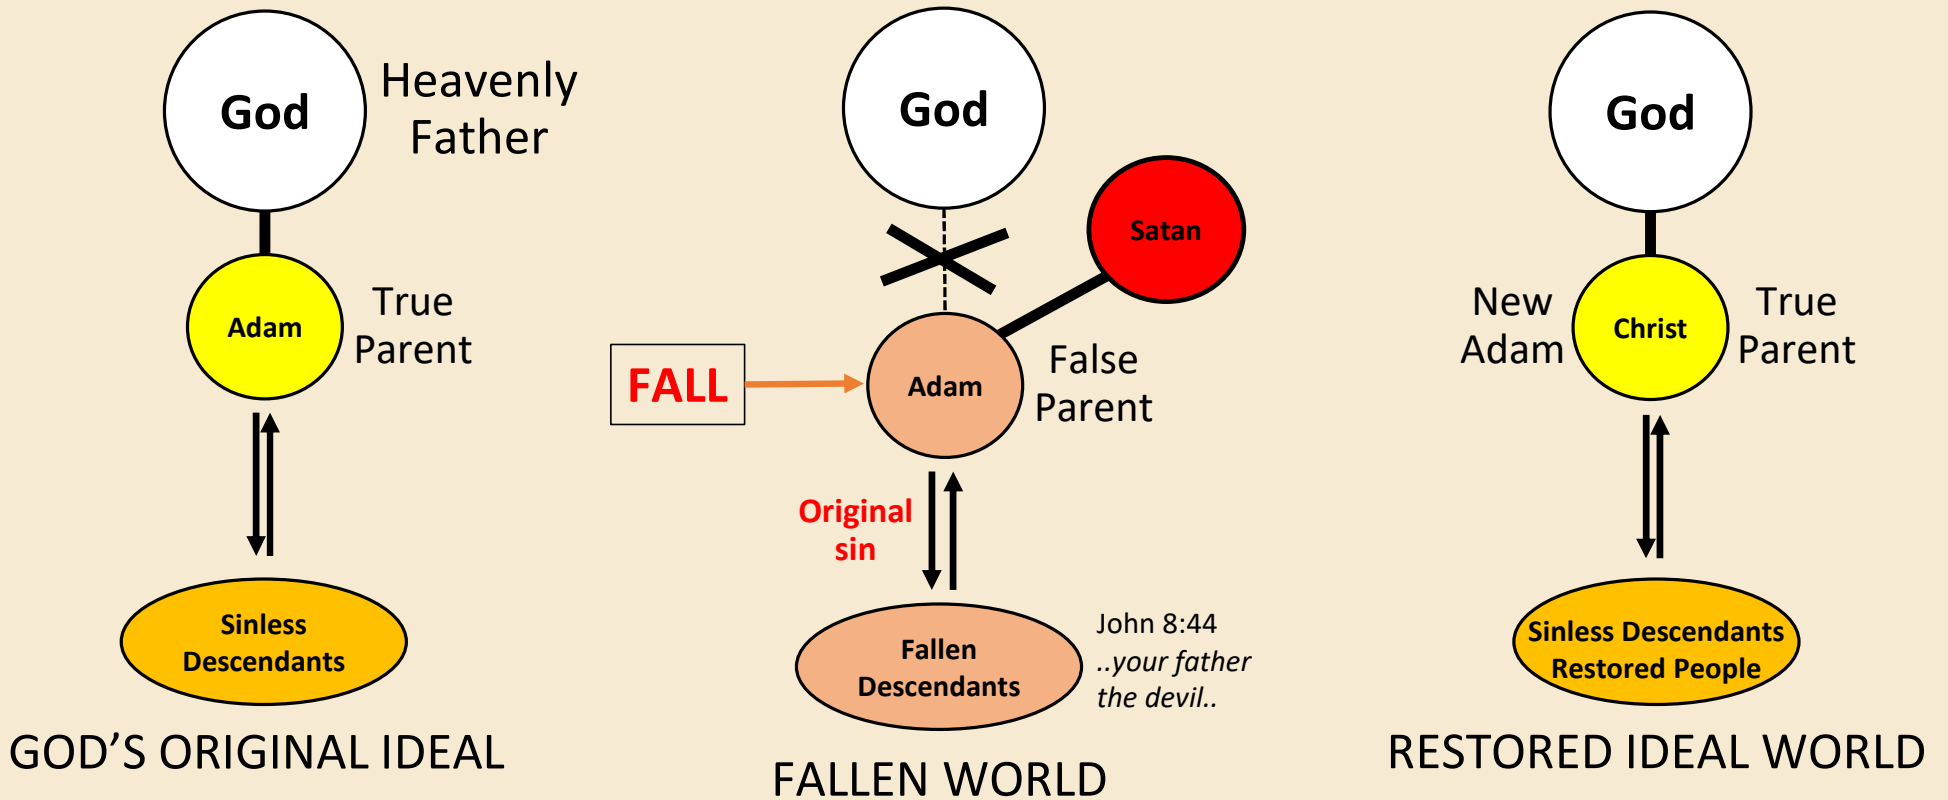 God
Heavenly
Father
Adam
True
Parent
Sinless
Descendants
GOD’S ORIGINAL IDEAL
God
Satan
FALL
Adam
False
Parent
Original
sin
Fallen
Descendants
John 8:44
..your father
the devil..
FALLEN WORLD
God
New
Adam
Christ
True
Parent
Sinless Descendants
Restored People
RESTORED IDEAL WORLD